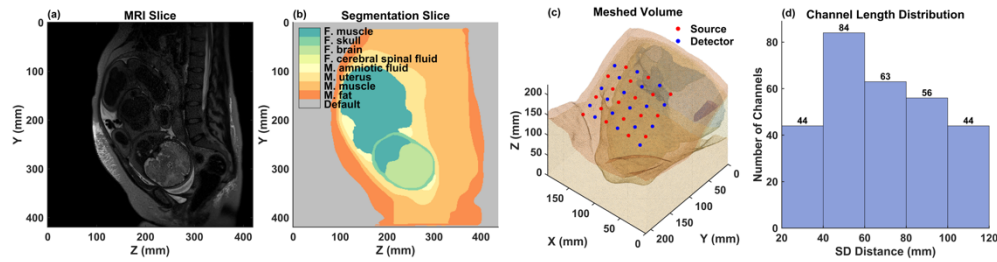 (a) MRI Slice
0
100
200
300
400
Y (mm)
0 100 200 300 400
Z (mm)
(b) Segmentation Slice
F. muscle
F. skull
F. brain
F. cerebral spinal fluid
M. amniotic fluid
M. uterus
M. muscle
M. fat
Default
0
100
200
300
400
Y (mm)
0 100 200 300 400
Z (mm)
(c) Meshed Volume
Source
Detector
200
150
100
50
0
Z (mm)
150
100
50
0
X (mm)
0
50
100
150
200
Y (mm)
(d) Channel Length Distribution
80
60
40
20
0
Number of Channels
44 84 63 56 44
20 40 60 80 100 120
SD Distance (mm)